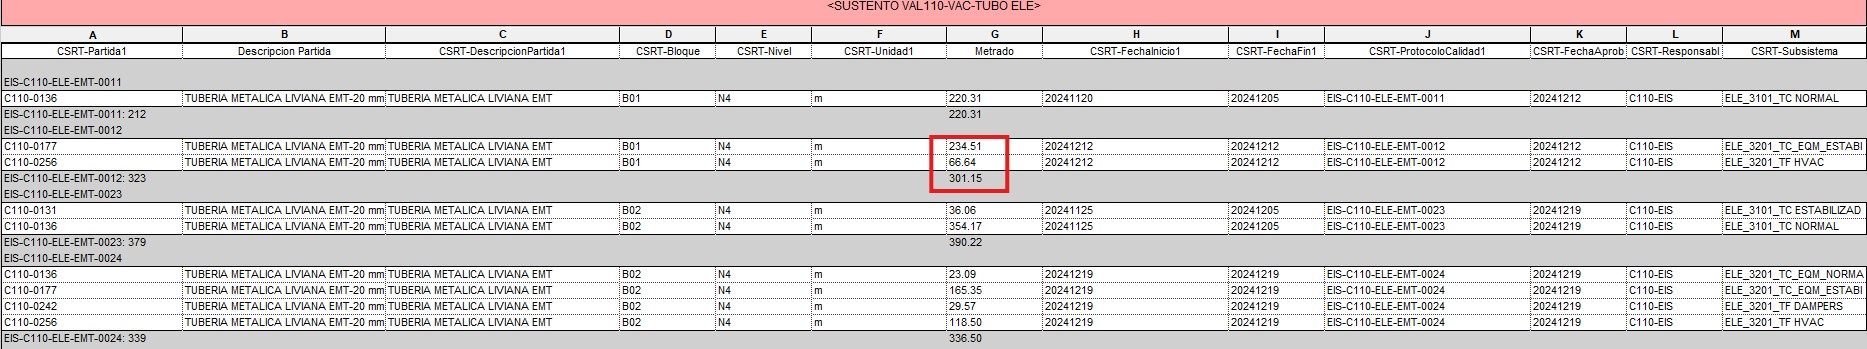 <SUSTENTO VAL110-VAC-TUBO ELE>
A B C D E F G H I J K L M
CSRT-Partida1 Descripcion Partida CSRT-DescripcionPartida1 CSRT-Bloque CSRT-Nivel CSRT-Unidad1 Metrado CSRT-FechaInicio1 CSRT-FechaFin1 CSRT-ProtocoloCalidad1 CSRT-FechaAprob CSRT-Responsabl CSRT-Subsistema
EIS-C110-ELE-EMT-0011
C110-0136 TUBERIA METALICA LIVIANA EMT-20 mm TUBERIA METALICA LIVIANA EMT B01 N4 m 220.31 20241120 20241205 EIS-C110-ELE-EMT-0011 20241212 C110-EIS ELE_3101_TC NORMAL
EIS-C110-ELE-EMT-0011: 212 220.31
EIS-C110-ELE-EMT-0012
C110-0177 TUBERIA METALICA LIVIANA EMT-20 mm TUBERIA METALICA LIVIANA EMT B01 N4 m 234.51 20241212 20241212 EIS-C110-ELE-EMT-0012 20241212 C110-EIS ELE_3201_TC_EQM_ESTABI
C110-0256 TUBERIA METALICA LIVIANA EMT-20 mm TUBERIA METALICA LIVIANA EMT B01 N4 m 66.64 20241212 20241212 EIS-C110-ELE-EMT-0012 20241212 C110-EIS ELE_3201_TF HVAC
EIS-C110-ELE-EMT-0012: 323 301.15
EIS-C110-ELE-EMT-0023
C110-0131 TUBERIA METALICA LIVIANA EMT-20 mm TUBERIA METALICA LIVIANA EMT B02 N4 m 36.06 20241125 20241205 EIS-C110-ELE-EMT-0023 20241219 C110-EIS ELE_3101_TC ESTABILIZAD
C110-0136 TUBERIA METALICA LIVIANA EMT-20 mm TUBERIA METALICA LIVIANA EMT B02 N4 m 354.17 20241125 20241205 EIS-C110-ELE-EMT-0023 20241219 C110-EIS ELE_3101_TC NORMAL
EIS-C110-ELE-EMT-0023: 379 390.22
EIS-C110-ELE-EMT-0024
C110-0136 TUBERIA METALICA LIVIANA EMT-20 mm TUBERIA METALICA LIVIANA EMT B02 N4 m 23.09 20241219 20241219 EIS-C110-ELE-EMT-0024 20241219 C110-EIS ELE_3201_TC_EQM_NORMA
C110-0177 TUBERIA METALICA LIVIANA EMT-20 mm TUBERIA METALICA LIVIANA EMT B02 N4 m 165.35 20241219 20241219 EIS-C110-ELE-EMT-0024 20241219 C110-EIS ELE_3201_TC_EQM_ESTABI
C110-0242 TUBERIA METALICA LIVIANA EMT-20 mm TUBERIA METALICA LIVIANA EMT B02 N4 m 29.57 20241219 20241219 EIS-C110-ELE-EMT-0024 20241219 C110-EIS ELE_3201_TF DAMPERS
C110-0256 TUBERIA METALICA LIVIANA EMT-20 mm TUBERIA METALICA LIVIANA EMT B02 N4 m 118.50 20241219 20241219 EIS-C110-ELE-EMT-0024 20241219 C110-EIS ELE_3201_TF HVAC
EIS-C110-ELE-EMT-0024: 339 336.50